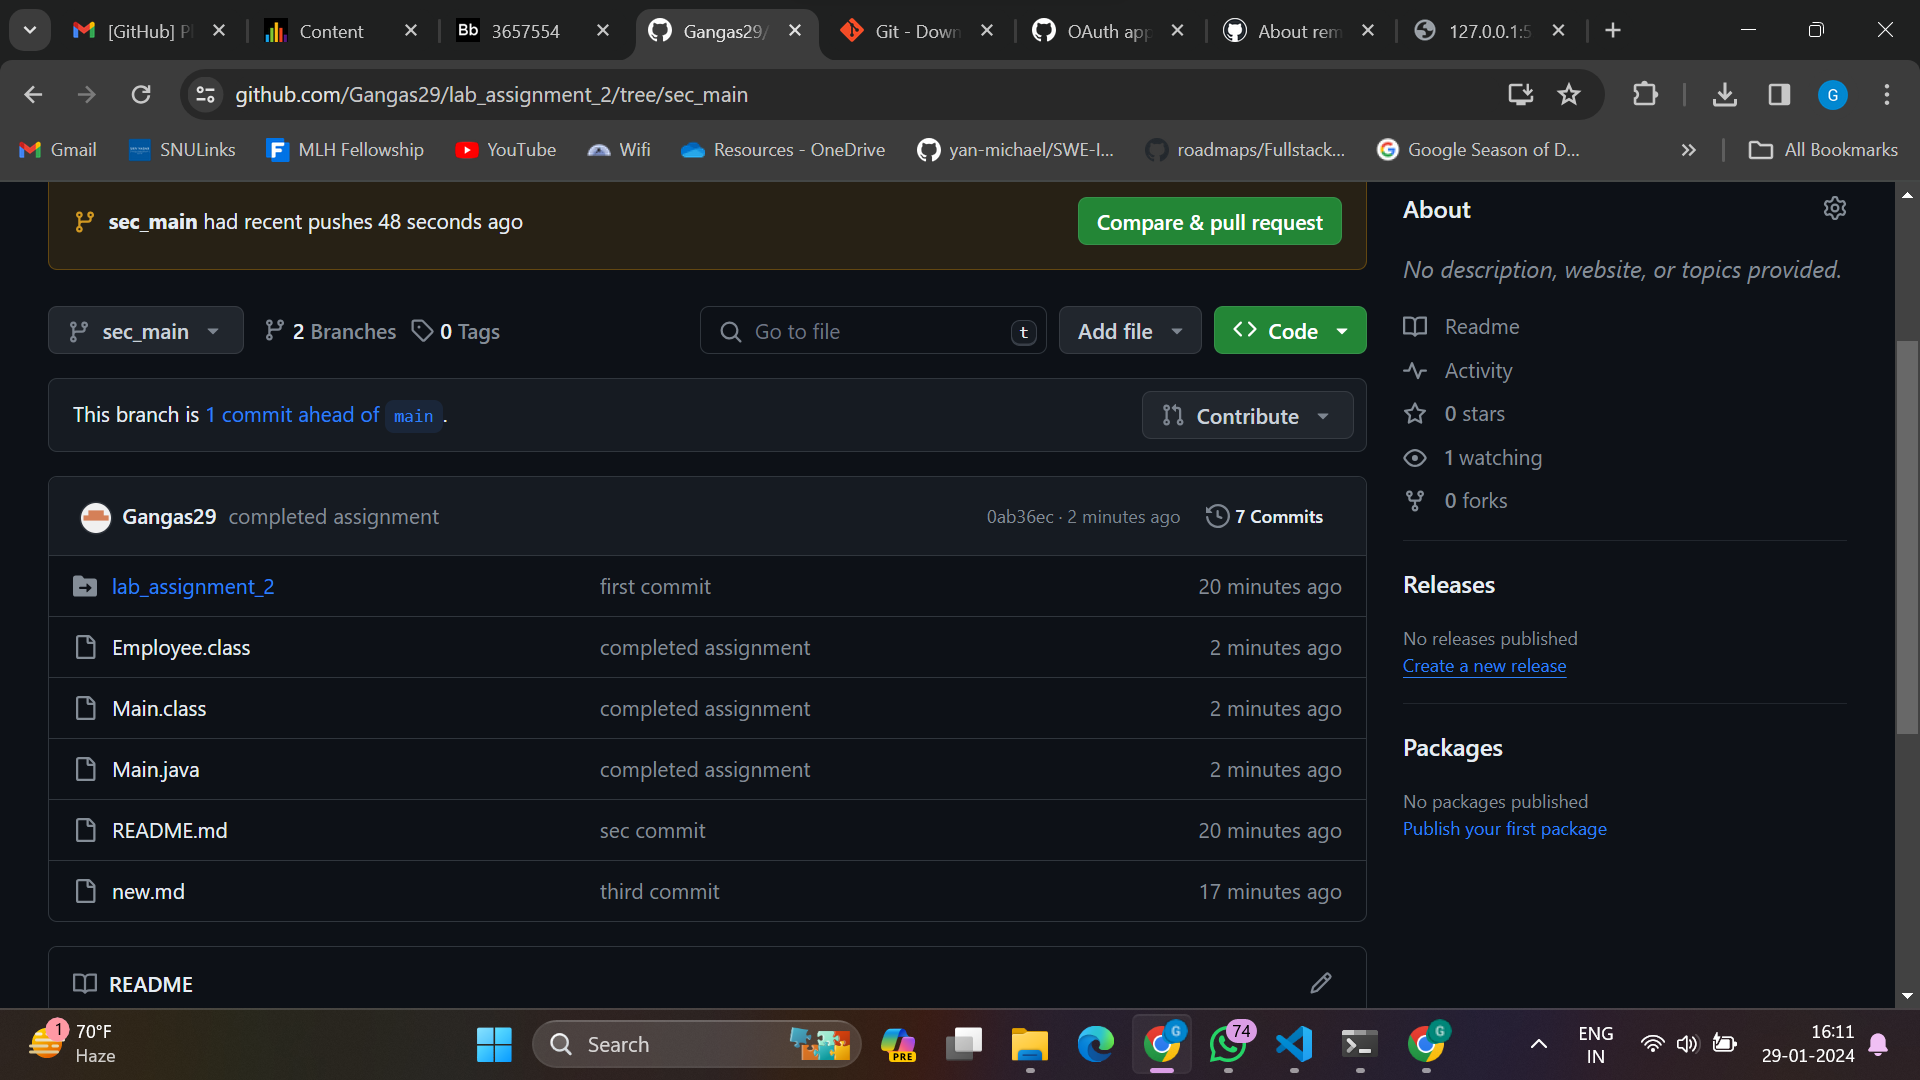 [GitHub] Pl
Content
Bb 3657554
Gangas29/
Git - Down
OAuth app
About rem
127.0.0.1:5
github.com/Gangas29/lab_assignment_2/tree/sec_main
G
Gmail
SNULinks
MLH Fellowship
YouTube
Wifi
Resources - OneDrive
yan-michael/SWE-I...
roadmaps/Fullstack...
Google Season of D...
All Bookmarks
sec_main had recent pushes 48 seconds ago
Compare & pull request
sec_main
2 Branches
0 Tags
Go to file
t
Add file
Code
This branch is 1 commit ahead of main .
Contribute
Gangas29 completed assignment
0ab36ec · 2 minutes ago
7 Commits
lab_assignment_2 first commit 20 minutes ago
Employee.class completed assignment 2 minutes ago
Main.class completed assignment 2 minutes ago
Main.java completed assignment 2 minutes ago
README.md sec commit 20 minutes ago
new.md third commit 17 minutes ago
README
About
No description, website, or topics provided.
Readme
Activity
0 stars
1 watching
0 forks
Releases
No releases published
Create a new release
Packages
No packages published
Publish your first package
1
70°F
Haze
Search
PRE
G
74
G
ENG
IN
16:11
29-01-2024